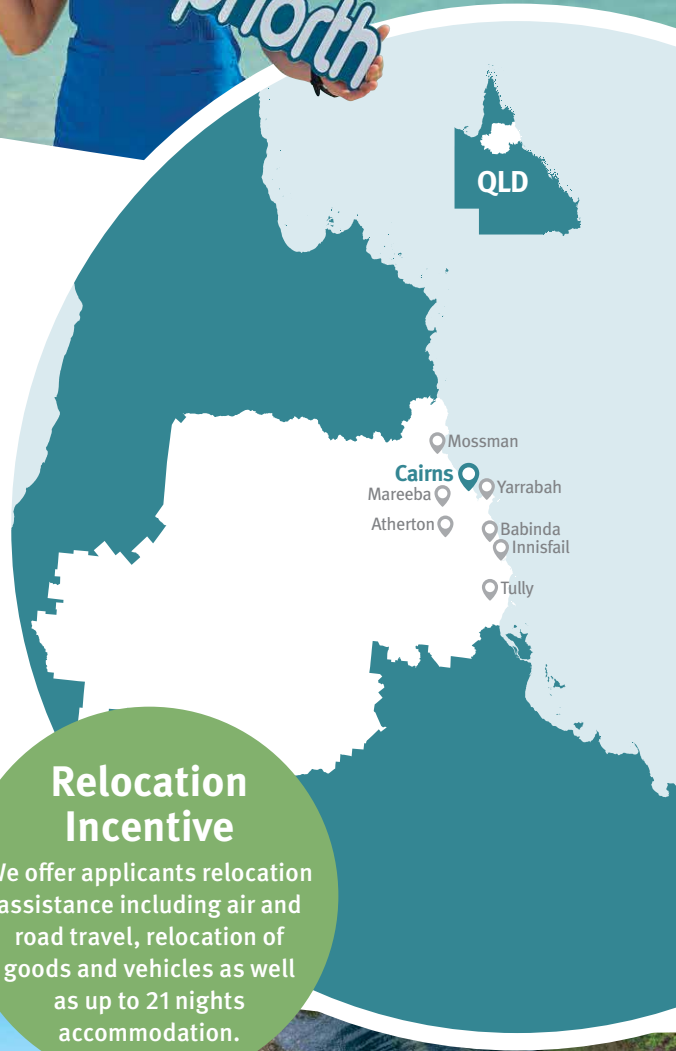 QLD
Mossman
Cairns
Yarrabah
Mareeba
Atherton
Babinda
Innisfail
Tully
Relocation
Incentive
offer applicants relocation
assistance including air and
road travel, relocation of
goods and vehicles as well
as up to 21 nights
accommodation.